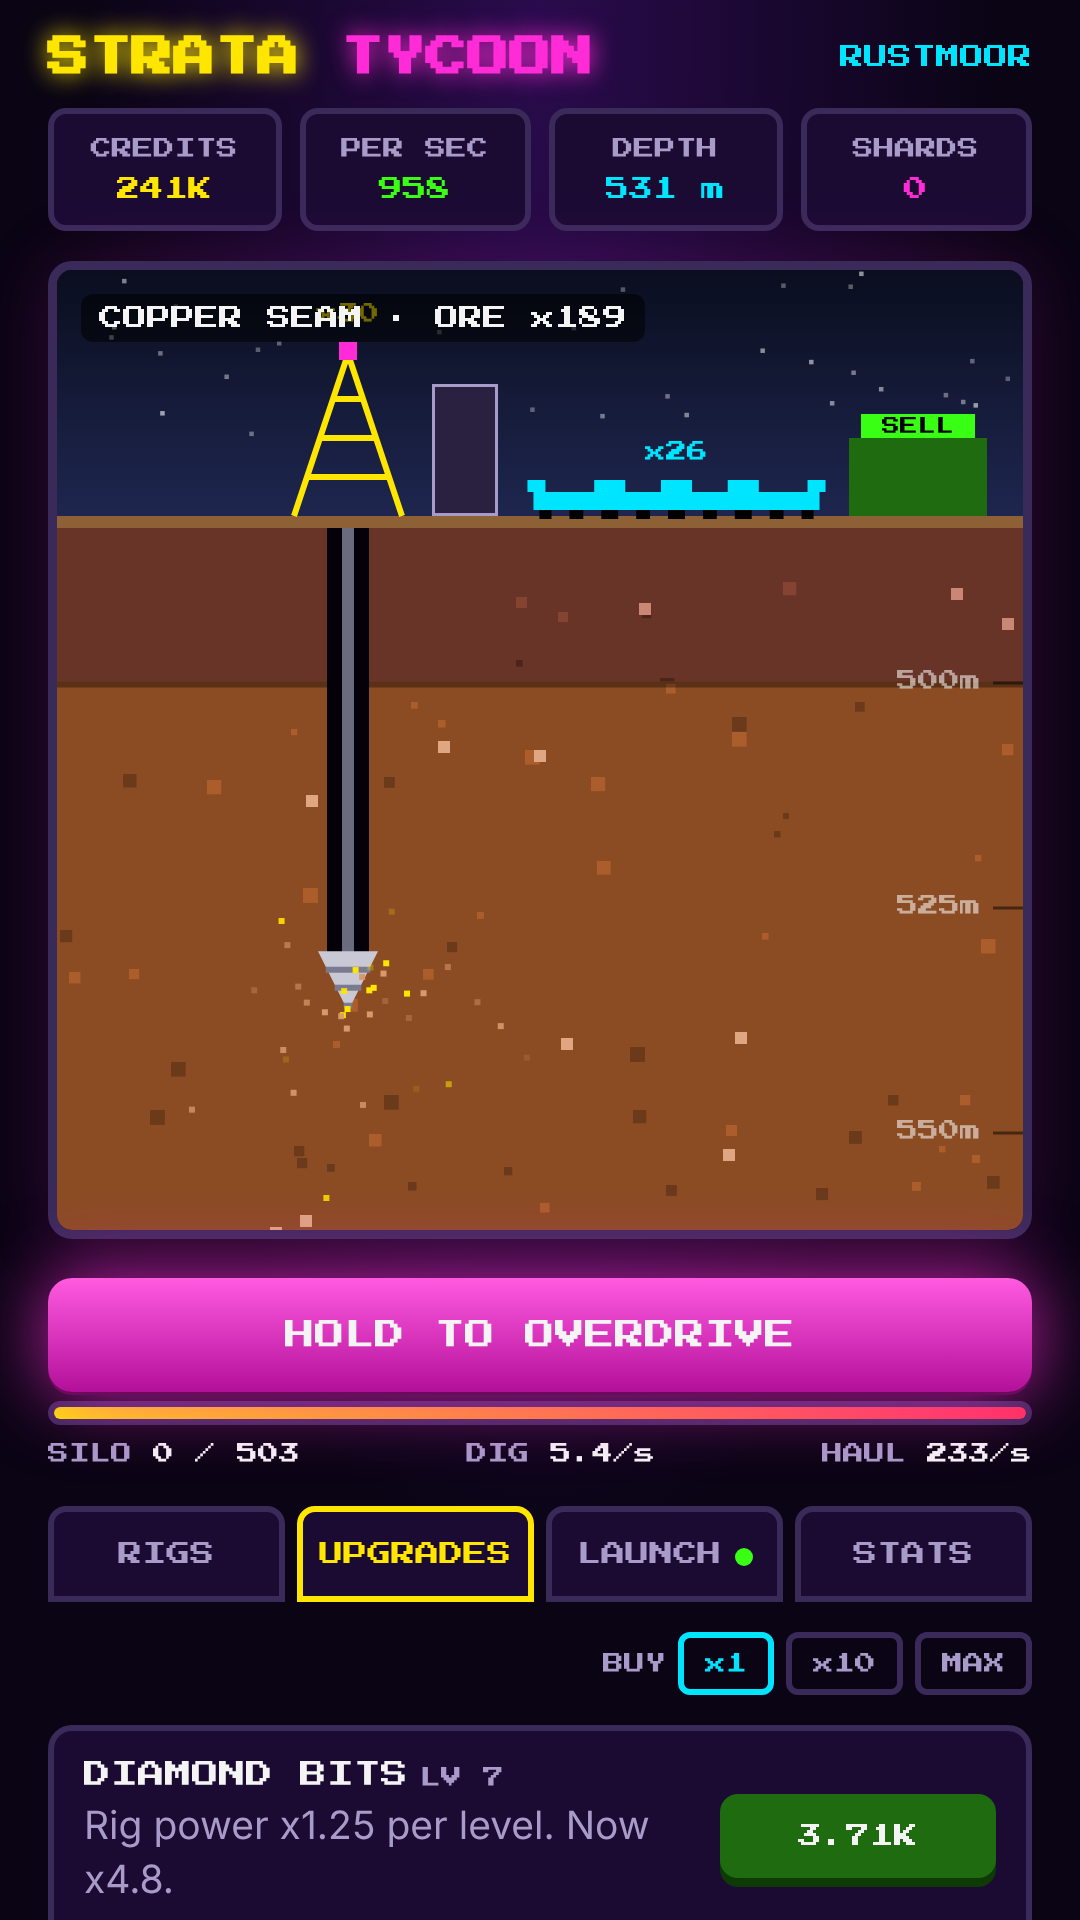 STRATA TYCOON
RUSTMOOR
CREDITS
241K
PER SEC
958
DEPTH
531 m
SHARDS
0
COPPER SEAM · ORE x189
SELL
x26
500m
525m
550m
HOLD TO OVERDRIVE
SILO 0 / 503
DIG 5.4/s
HAUL 233/s
RIGS
UPGRADES
LAUNCH
STATS
BUY
x1
x10
MAX
DIAMOND BITS LV 7
Rig power x1.25 per level. Now
x4.8.
3.71K